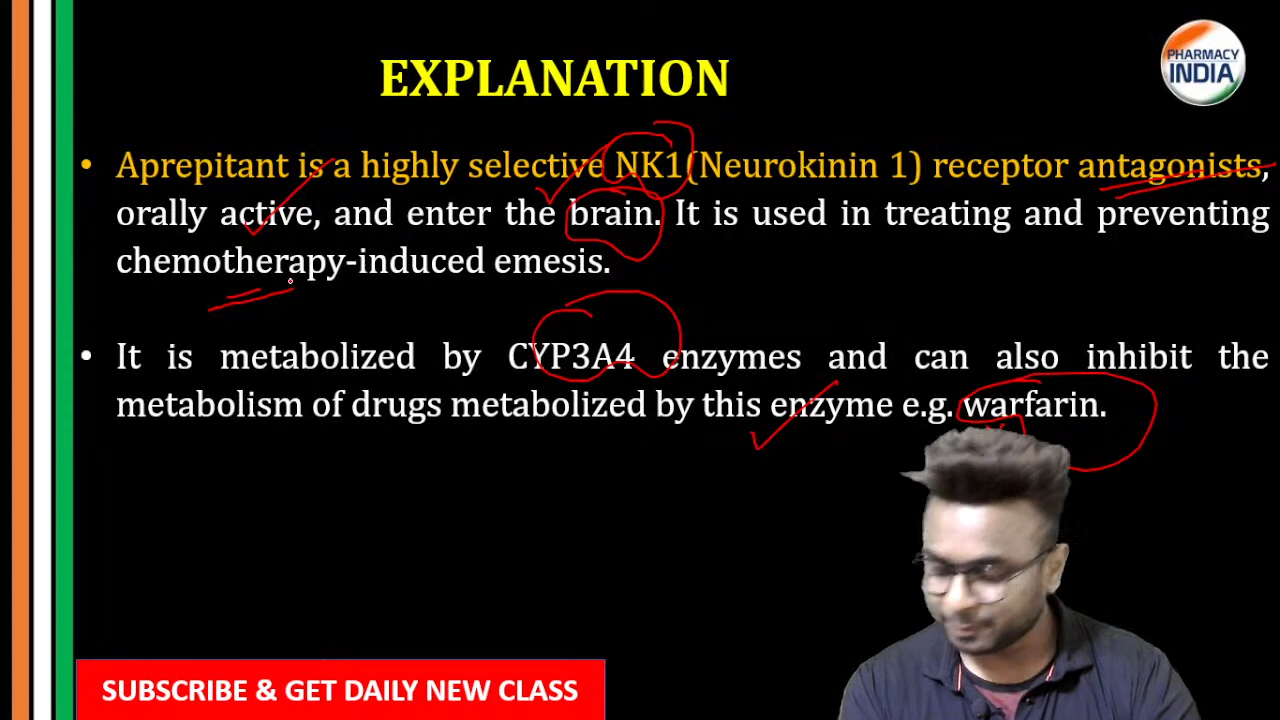 PHARMACY
INDIA
EXPLANATION
• Aprepitant is a highly selective NK1(Neurokinin 1) receptor antagonists,
orally active, and enter the brain. It is used in treating and preventing
chemotherapy-induced emesis.
• It is metabolized by CYP3A4 enzymes and can also inhibit the
metabolism of drugs metabolized by this enzyme e.g. warfarin.
SUBSCRIBE & GET DAILY NEW CLASS